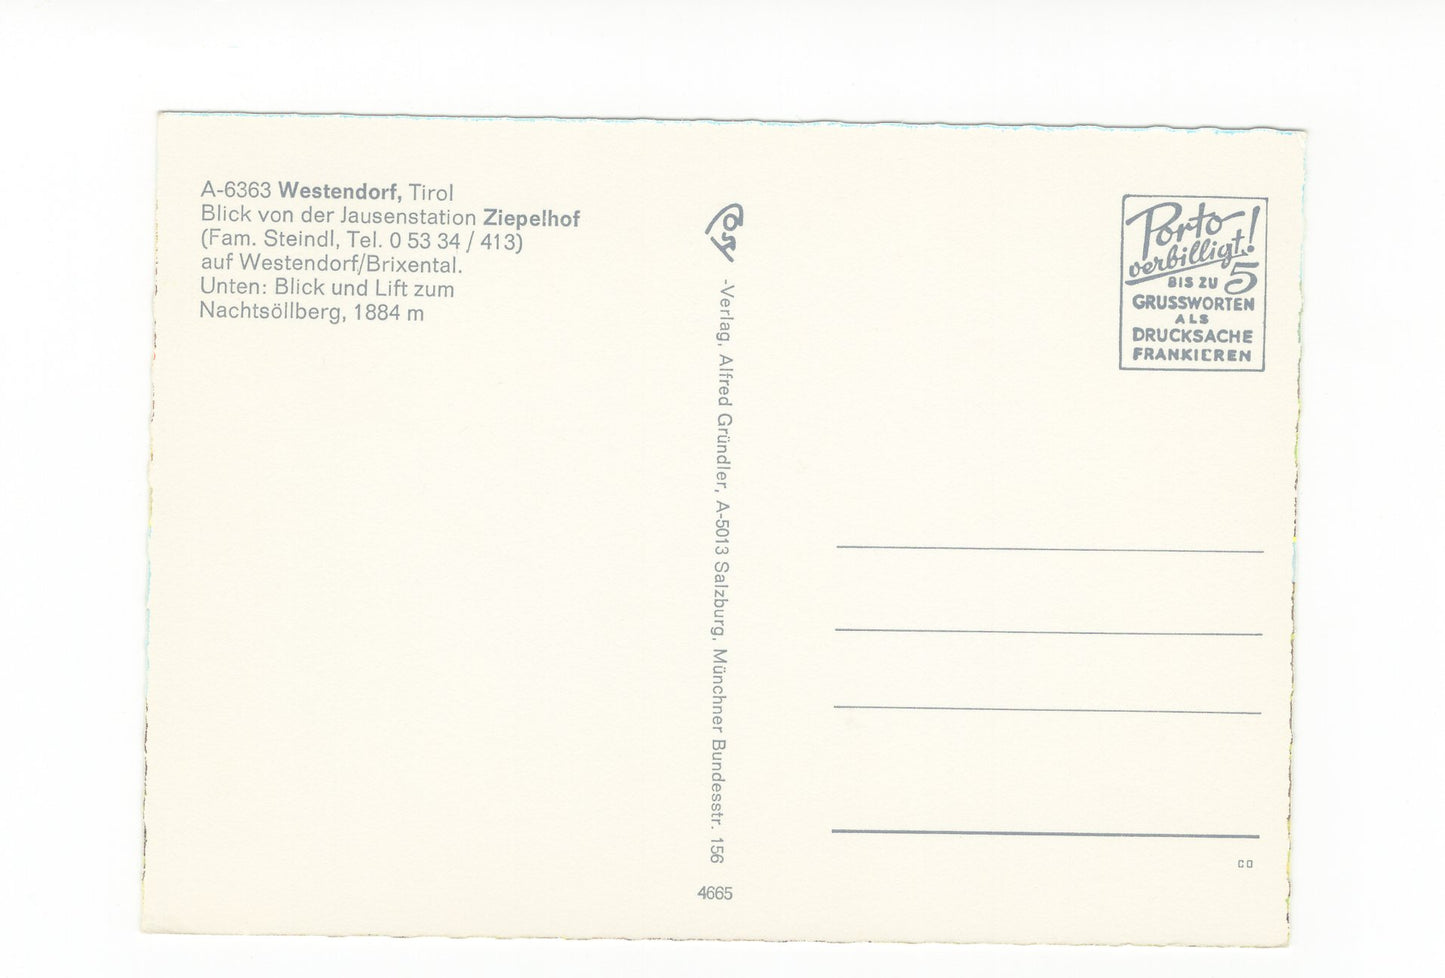 A-6363 Westendorf, Tirol
Blick von der Jausenstation Ziepelhof
(Fam. Steindl, Tel. 0 53 34 / 413)
auf Westendorf/Brixental.
Unten: Blick und Lift zum
Nachtsöllberg, 1884 m
Cosy
-Verlag, Alfred Gründler, A-5013 Salzburg, Münchner Bundesstr. 156
4665
Porto
verbilligt!
BIS ZU 5
GRUSSWORTEN
ALS
DRUCKSACHE
FRANKIEREN
CO